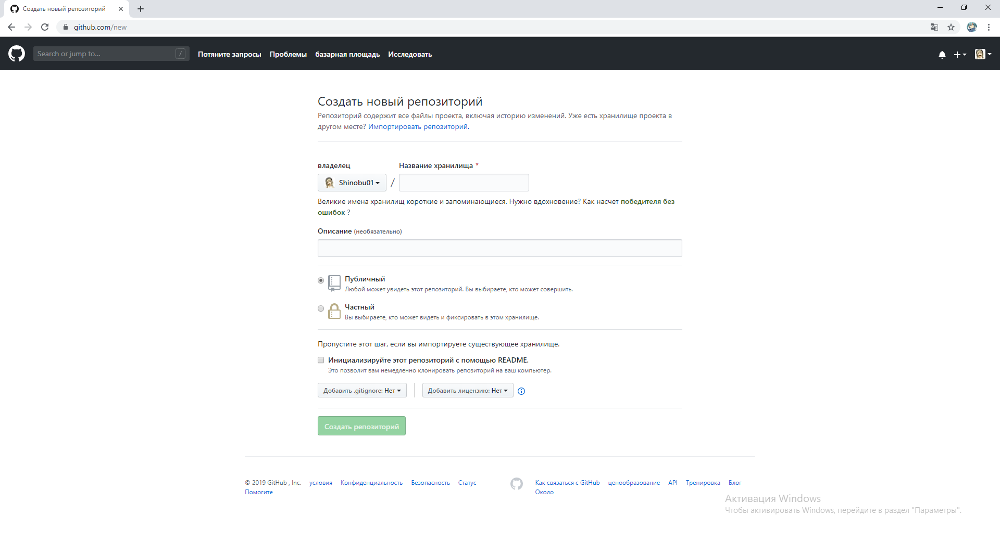 Создать новый репозиторий
github.com/new
Search or jump to...
/
Потяните запросы Проблемы базарная площадь Исследовать
Создать новый репозиторий
Репозиторий содержит все файлы проекта, включая историю изменений. Уже есть хранилище проекта в
другом месте? Импортировать репозиторий.
владелец Название хранилища *
Shinobu01 /
Великие имена хранилищ короткие и запоминающиеся. Нужно вдохновение? Как насчет победителя без
ошибок ?
Описание (необязательно)
Публичный
Любой может увидеть этот репозиторий. Вы выбираете, кто может совершить.
Частный
Вы выбираете, кто может видеть и фиксировать в этом хранилище.
Пропустите этот шаг, если вы импортируете существующее хранилище.
Инициализируйте этот репозиторий с помощью README.
Это позволит вам немедленно клонировать репозиторий на ваш компьютер.
Добавить .gitignore: Нет Добавить лицензию: Нет
Создать репозиторий
© 2019 GitHub , Inc. условия Конфиденциальность Безопасность Статус
Помогите
Как связаться с GitHub ценообразование API Тренировка Блог
Около
Активация Windows
Чтобы активировать Windows, перейдите в раздел "Параметры".